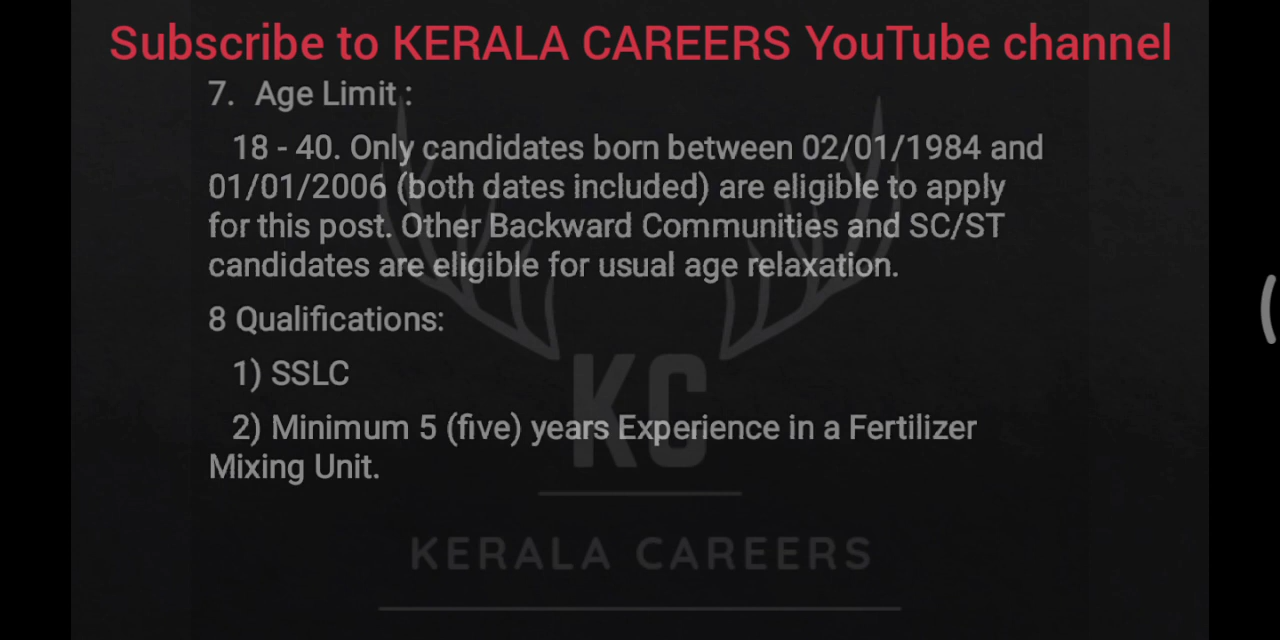 Subscribe to KERALA CAREERS YouTube channel
7. Age Limit :
18 - 40. Only candidates born between 02/01/1984 and
01/01/2006 (both dates included) are eligible to apply
for this post. Other Backward Communities and SC/ST
candidates are eligible for usual age relaxation.
8 Qualifications:
1) SSLC
2) Minimum 5 (five) years Experience in a Fertilizer
Mixing Unit.
KC
KERALA CAREERS